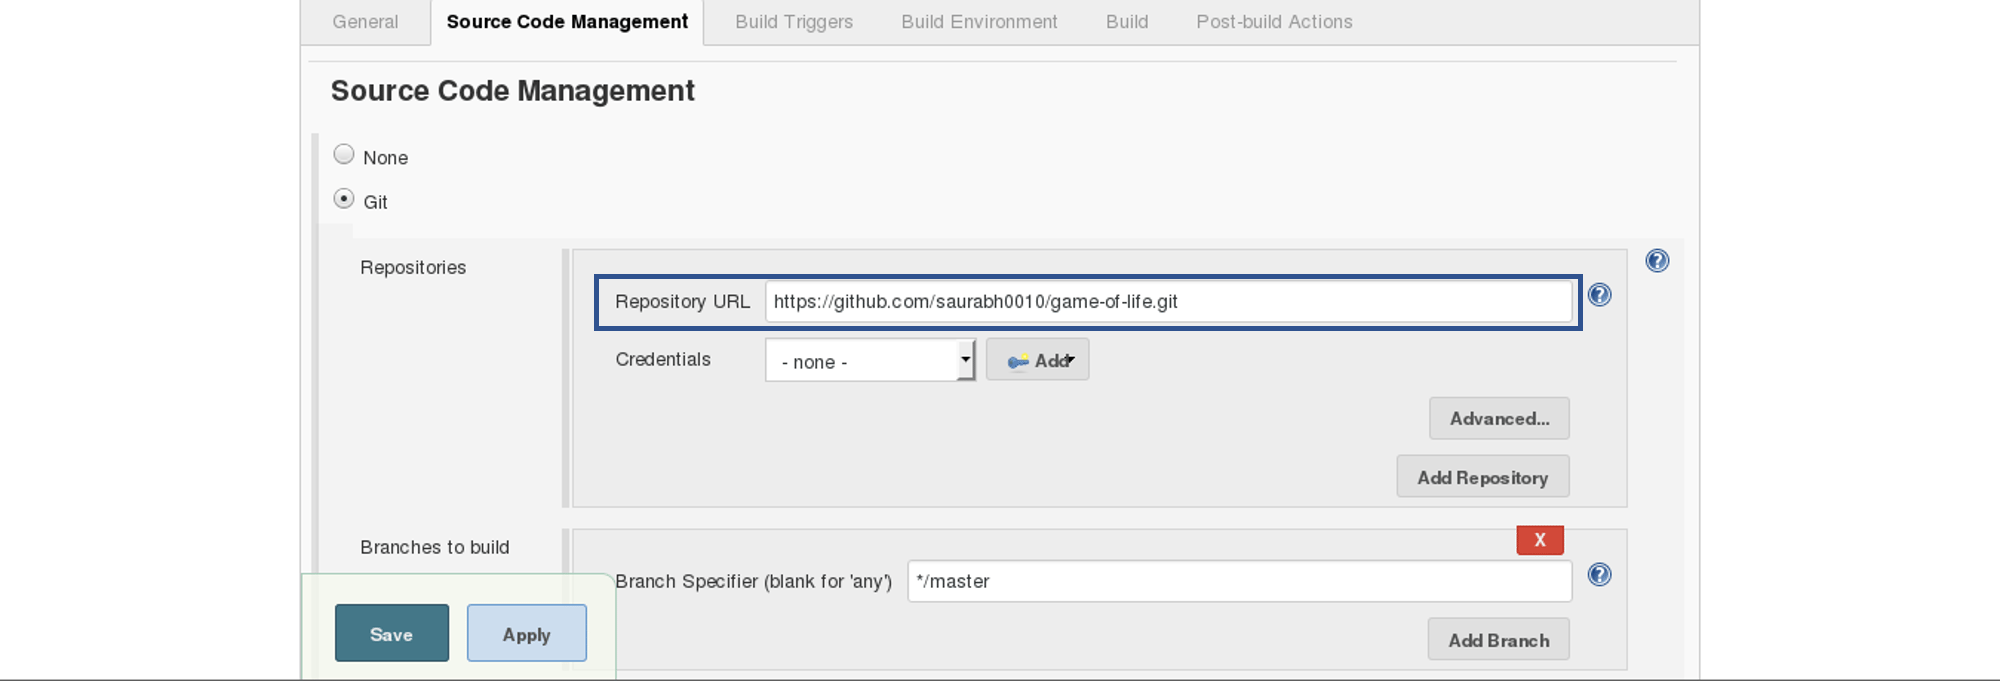 General Source Code Management Build Triggers Build Environment Build Post-build Actions
Source Code Management
None
Git
Repositories
Repository URL https://github.com/saurabh0010/game-of-life.git
Credentials - none - Add
Advanced...
Add Repository
Branches to build
X
Branch Specifier (blank for 'any') */master
Save Apply
Add Branch